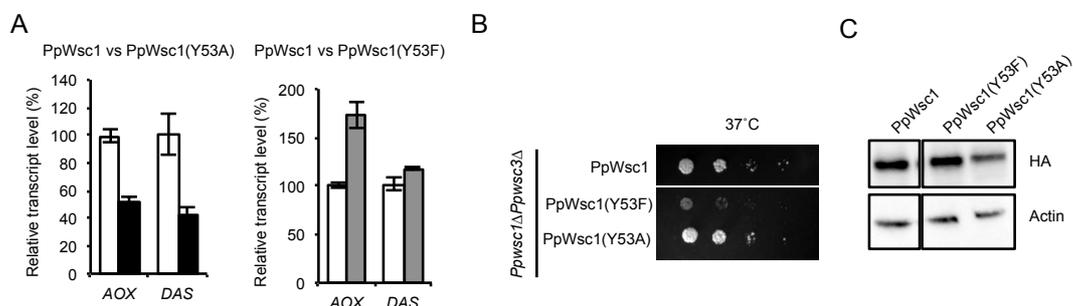 A
PpWsc1 vs PpWsc1(Y53A)
Relative transcript level (%)
140
120
100
80
60
40
20
0
AOX DAS
PpWsc1 vs PpWsc1(Y53F)
Relative transcript level (%)
200
150
100
50
0
AOX DAS
B
37˚C
Ppwsc1ΔPpwsc3Δ
PpWsc1
PpWsc1(Y53F)
PpWsc1(Y53A)
C
PpWsc1
PpWsc1(Y53F)
PpWsc1(Y53A)
HA
Actin